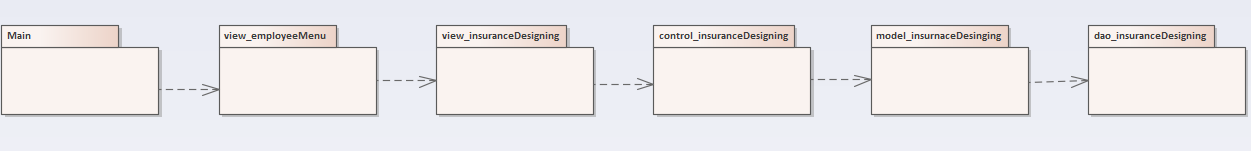 Main
view_employeeMenu
view_insuranceDesigning
control_insuranceDesigning
model_insurnaceDesinging
dao_insuranceDesigning